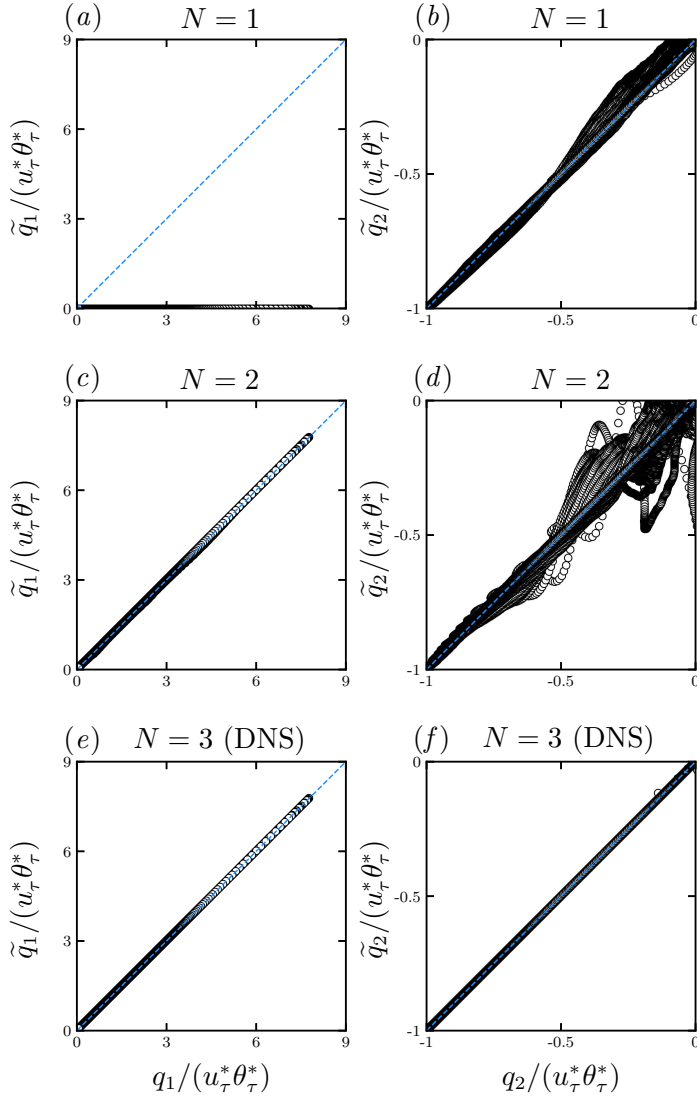 (a) N = 1
(b) N = 1
9
6
3
0
0 3 6 9
q̃₁/(u*τθ*τ)
0
-0.5
-1
-1 -0.5 0
q̃₂/(u*τθ*τ)
(c) N = 2
(d) N = 2
9
6
3
0
0 3 6 9
q̃₁/(u*τθ*τ)
0
-0.5
-1
-1 -0.5 0
q̃₂/(u*τθ*τ)
(e) N = 3 (DNS)
(f) N = 3 (DNS)
9
6
3
0
0 3 6 9
q̃₁/(u*τθ*τ)
q₁/(u*τθ*τ)
0
-0.5
-1
-1 -0.5 0
q̃₂/(u*τθ*τ)
q₂/(u*τθ*τ)